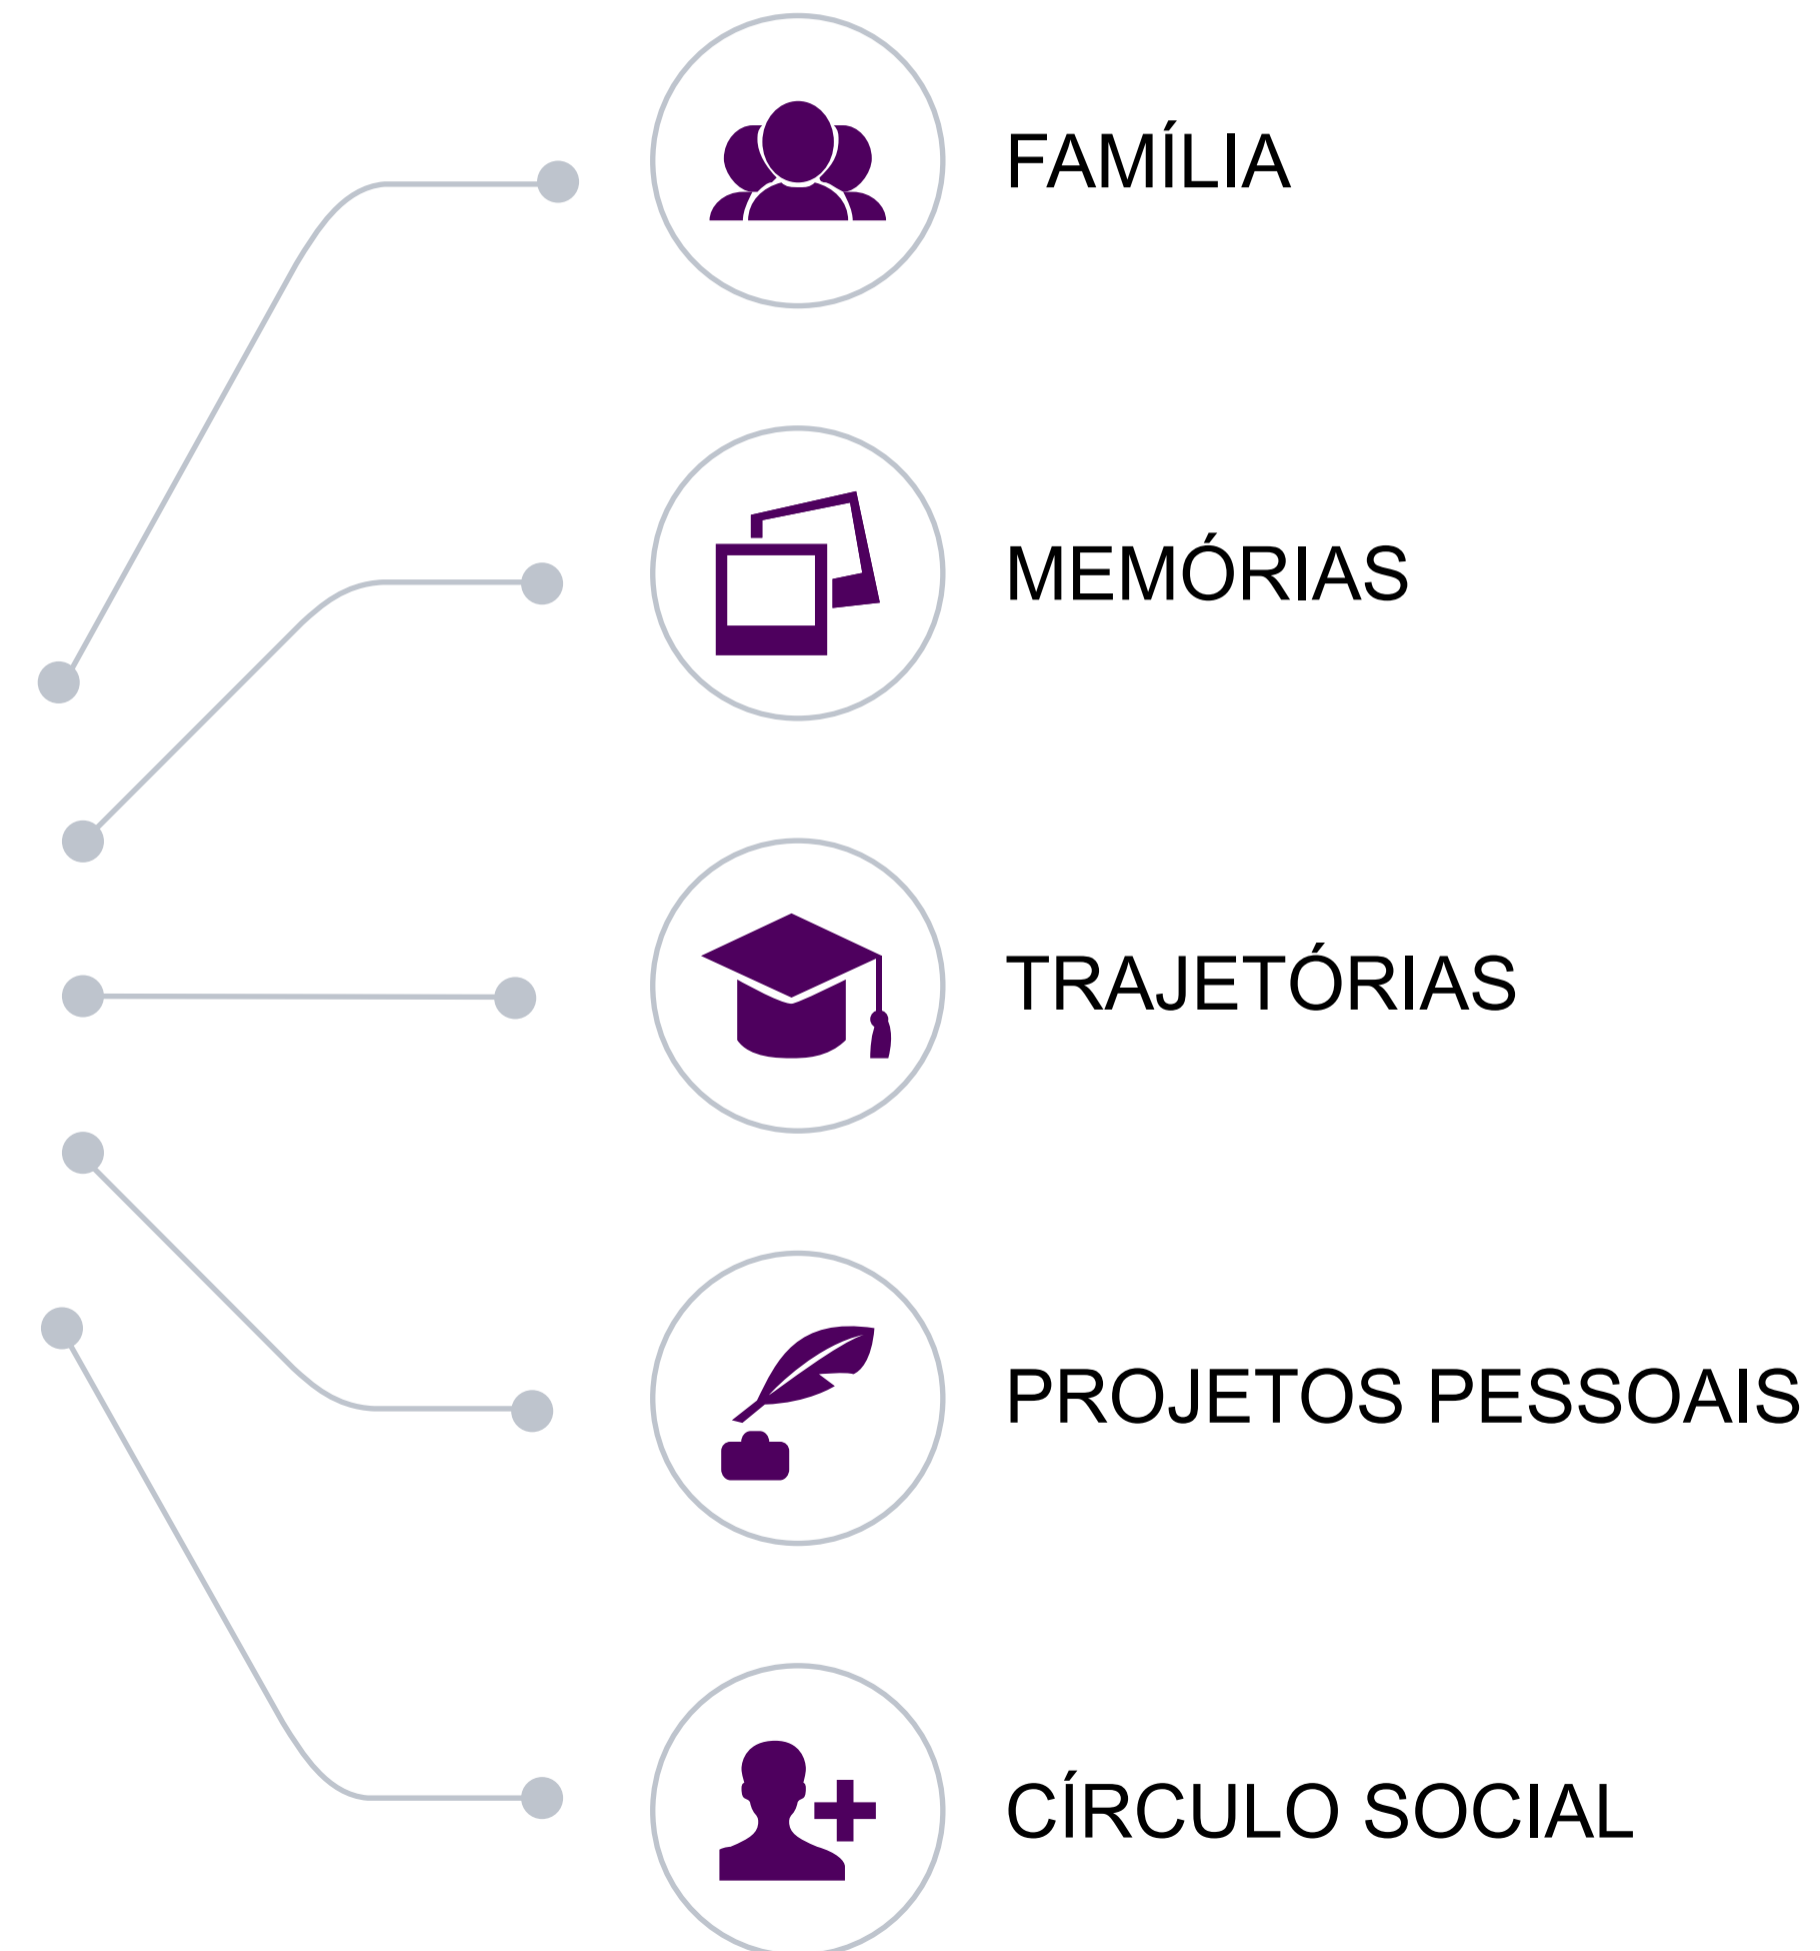 FAMÍLIA
MEMÓRIAS
TRAJETÓRIAS
PROJETOS PESSOAIS
CÍRCULO SOCIAL